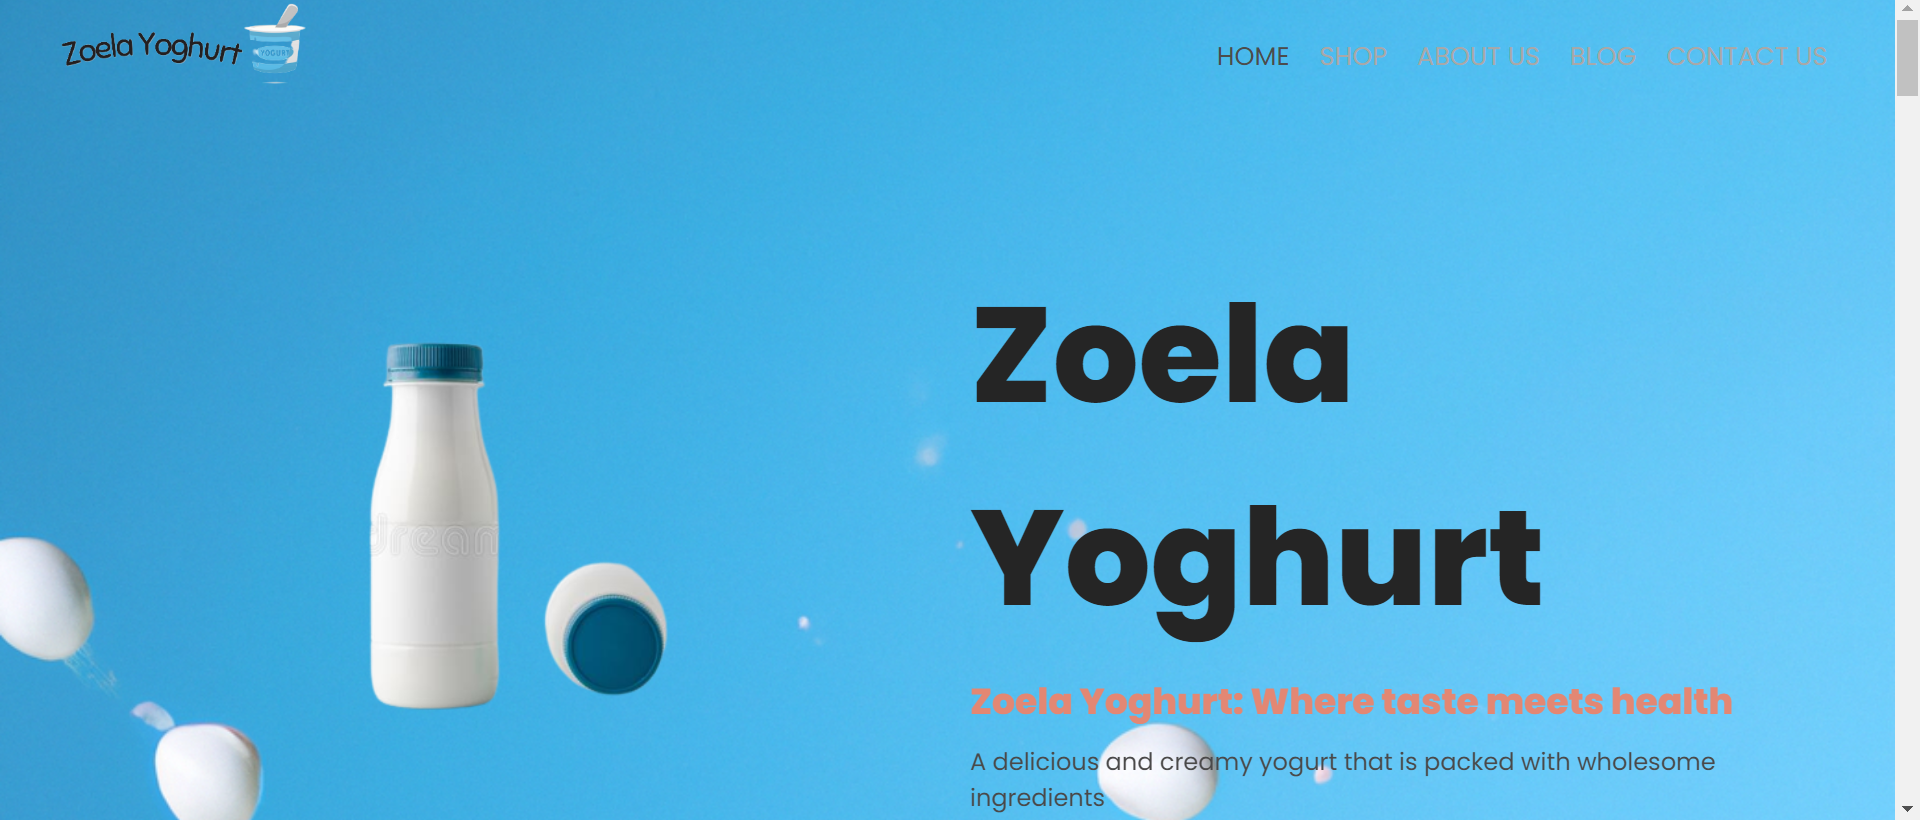 Zoela Yoghurt
YOGURT
HOME SHOP ABOUT US BLOG CONTACT US
Zoela
Yoghurt
dream
Zoela Yoghurt: Where taste meets health
A delicious and creamy yogurt that is packed with wholesome
ingredients